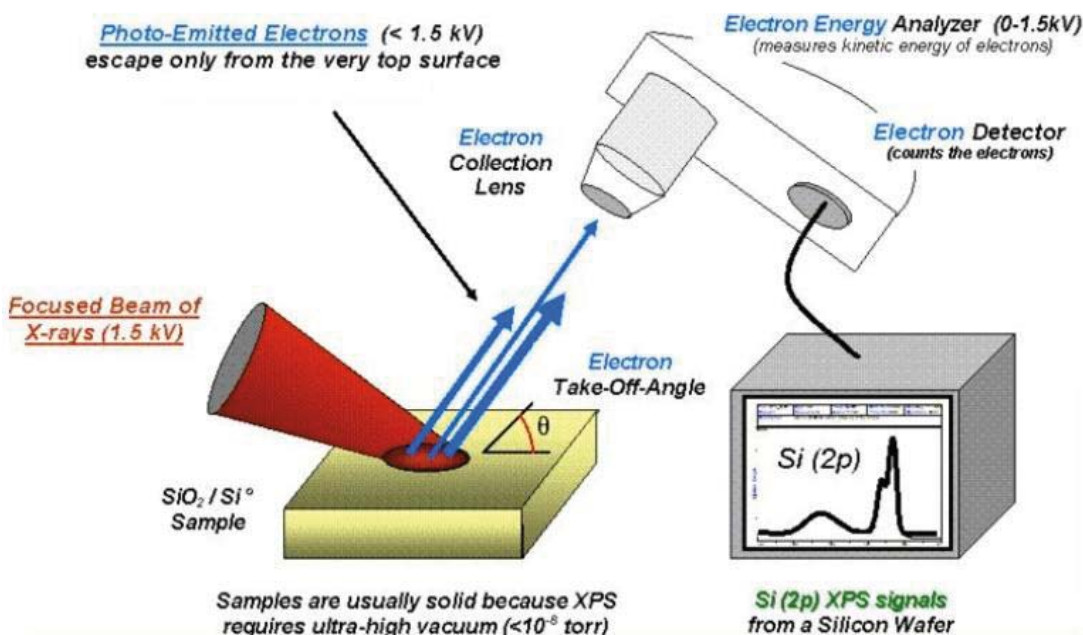 Photo-Emitted Electrons (< 1.5 kV)
escape only from the very top surface
Electron Energy Analyzer (0-1.5kV)
(measures kinetic energy of electrons)
Electron
Collection
Lens
Electron Detector
(counts the electrons)
Focused Beam of
X-rays (1.5 kV)
Electron
Take-Off-Angle
θ
SiO₂ / Si°
Sample
Si (2p)
Samples are usually solid because XPS
requires ultra-high vacuum (<10⁻⁸ torr)
Si (2p) XPS signals
from a Silicon Wafer